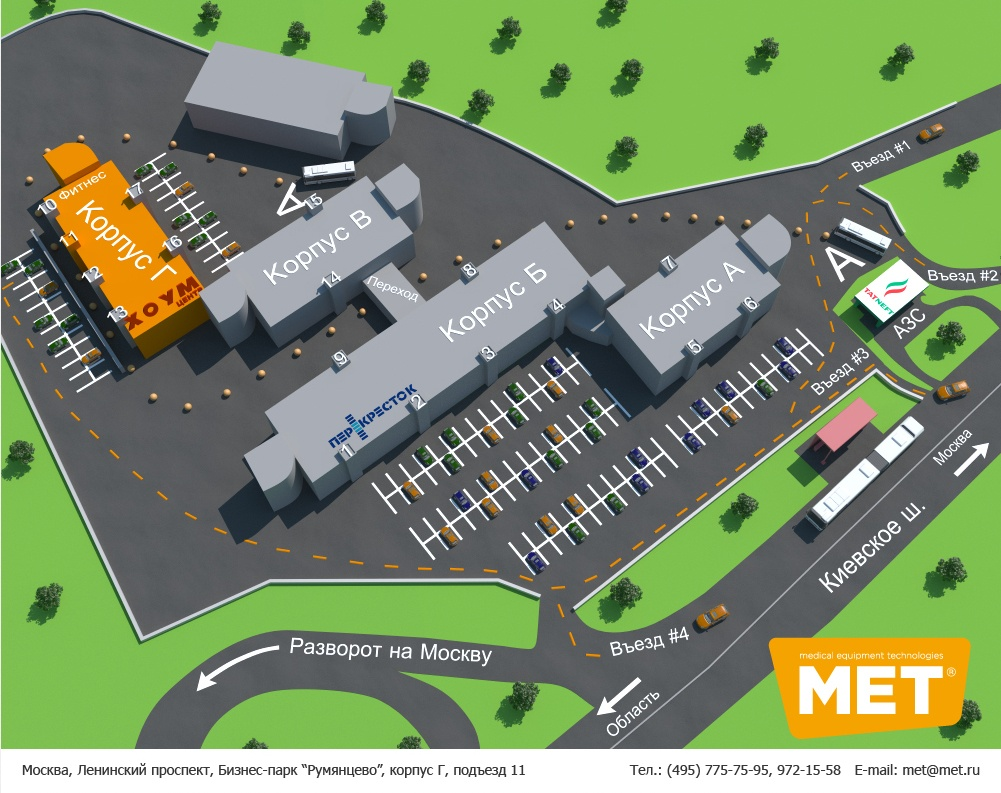 Въезд #1
10
Фитнес
17
Корпус Г
11
16
12
13
ХОУМ
ЦЕНТР
А
15
Корпус В
14
Переход
8
7
А
Въезд #2
TATNEFT
АЗС
Корпус Б
4
Корпус А
6
9
3
5
Въезд #3
ПЕРЕКРЕСТОК
2
1
Москва
Киевское ш.
Въезд #4
Разворот на Москву
Область
medical equipment technologies
MET®
Москва, Ленинский проспект, Бизнес-парк “Румянцево”, корпус Г, подъезд 11
Тел.: (495) 775-75-95, 972-15-58 E-mail: met@met.ru